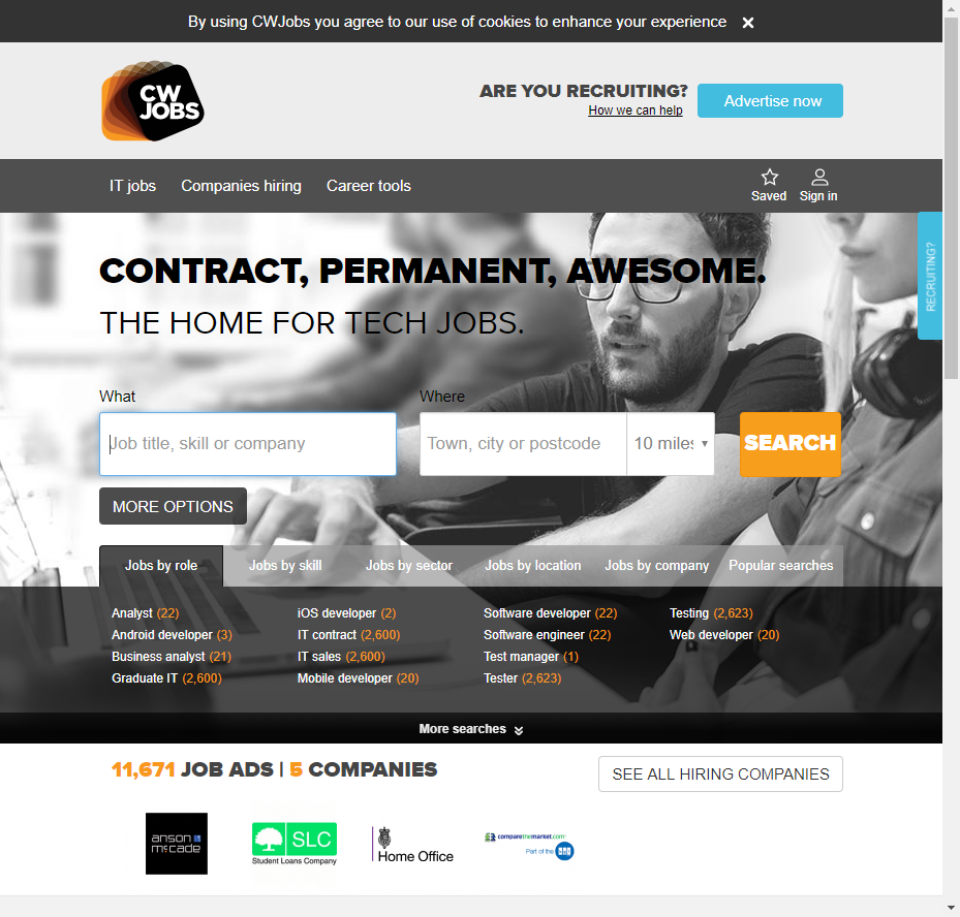 By using CWJobs you agree to our use of cookies to enhance your experience ×
CW
JOBS
ARE YOU RECRUITING?
How we can help
Advertise now
IT jobs Companies hiring Career tools
Saved Sign in
RECRUITING?
CONTRACT, PERMANENT, AWESOME.
THE HOME FOR TECH JOBS.
What Where
Job title, skill or company Town, city or postcode 10 miles SEARCH
MORE OPTIONS
Jobs by role Jobs by skill Jobs by sector Jobs by location Jobs by company Popular searches
Analyst (22) iOS developer (2) Software developer (22) Testing (2,623)
Android developer (3) IT contract (2,600) Software engineer (22) Web developer (20)
Business analyst (21) IT sales (2,600) Test manager (1)
Graduate IT (2,600) Mobile developer (20) Tester (2,623)
More searches
11,671 JOB ADS | 5 COMPANIES SEE ALL HIRING COMPANIES
anson
mccade
SLC
Student Loans Company
Home Office
comparethemarket.com
Part of the